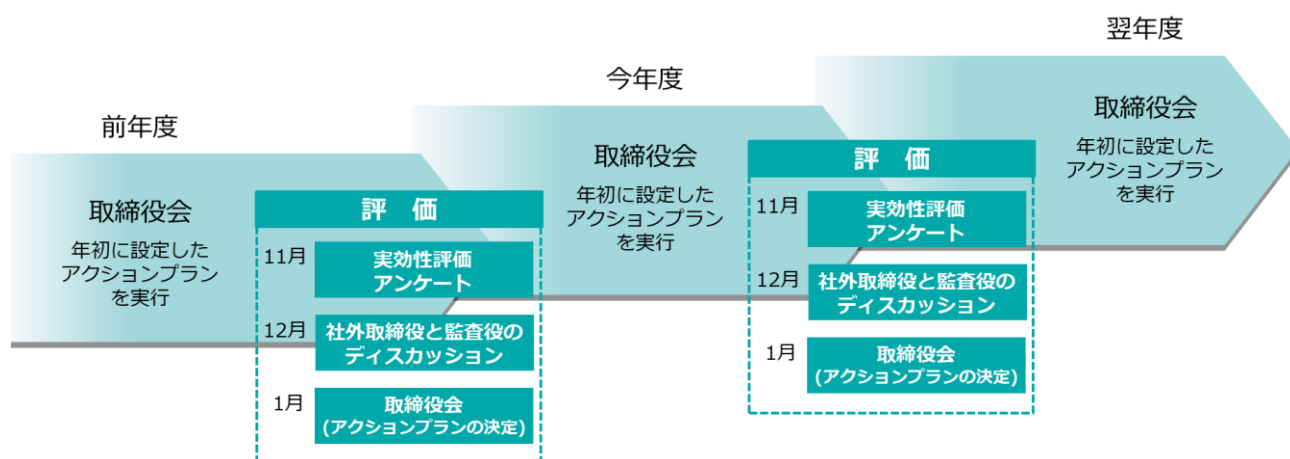 前年度
取締役会
年初に設定した
アクションプラン
を実行
評 価
11月
実効性評価
アンケート
12月
社外取締役と監査役の
ディスカッション
1月
取締役会
(アクションプランの決定)
今年度
取締役会
年初に設定した
アクションプラン
を実行
評 価
11月
実効性評価
アンケート
12月
社外取締役と監査役の
ディスカッション
1月
取締役会
(アクションプランの決定)
翌年度
取締役会
年初に設定した
アクションプラン
を実行